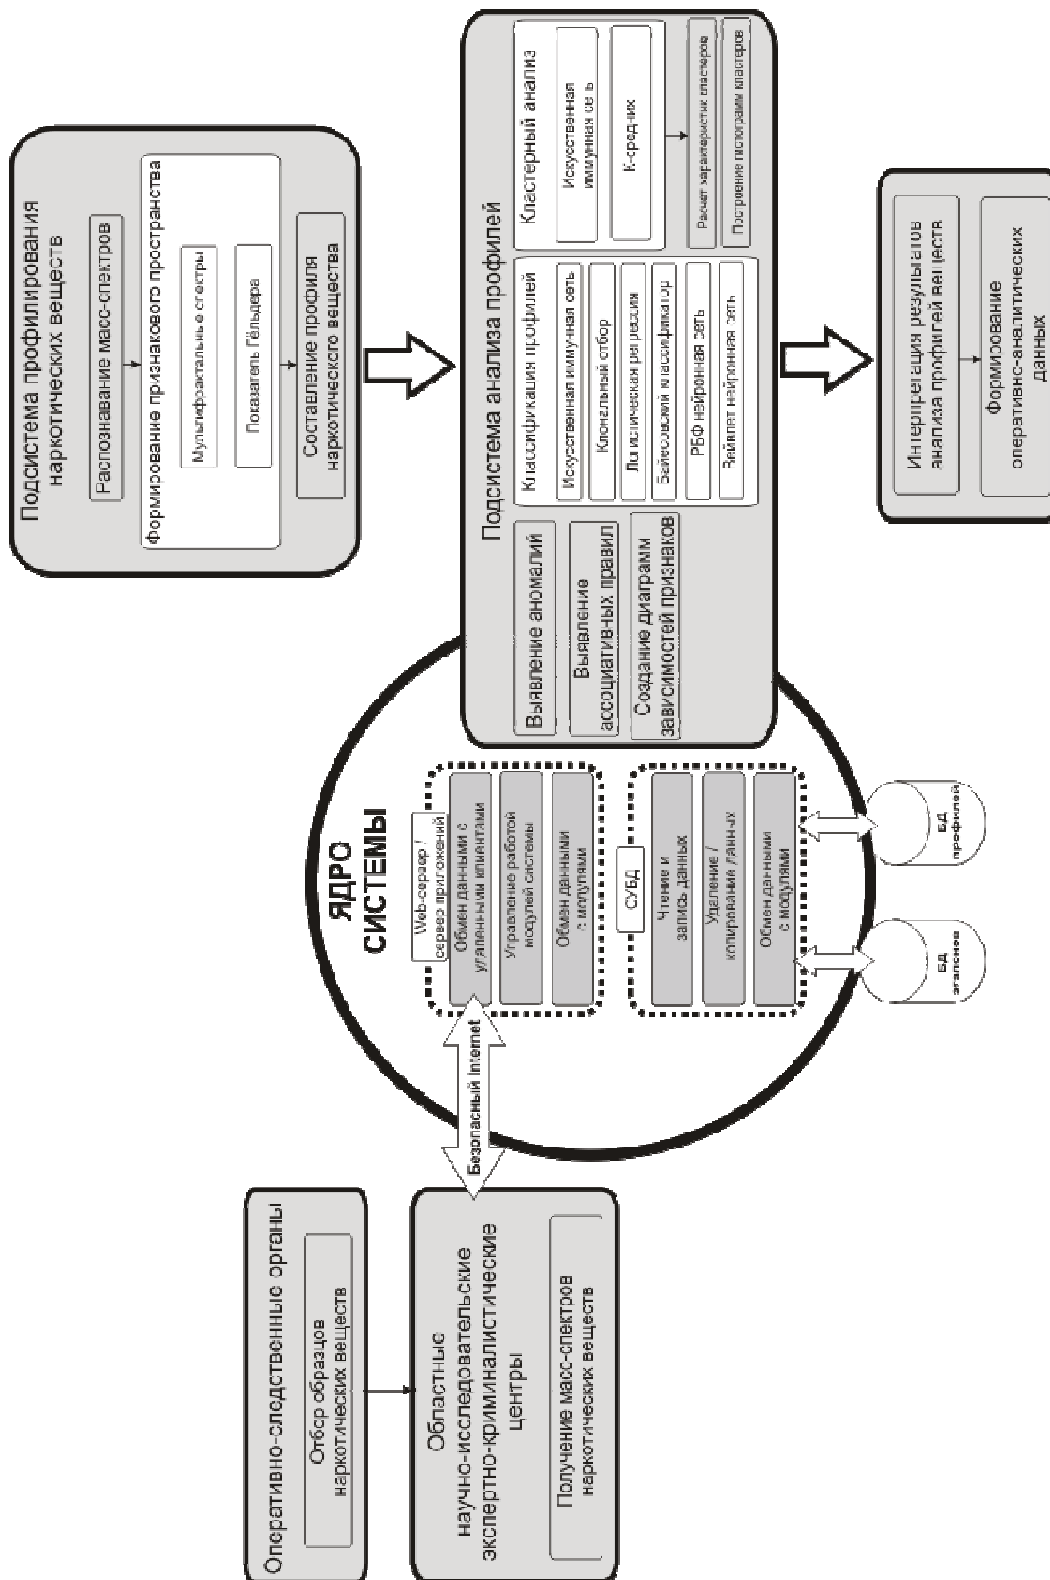 Оперативно-следственные органы
Отбор образцов
наркотических веществ
Областные
научно-исследовательские
экспертно-криминалистические
центры
Получение масс-спектров
наркотических веществ
Безопасный Internet
ЯДРО
СИСТЕМЫ
Web-сервер /
сервер приложений
Обмен данными с
удаленными клиентами
Управление работой
модулей системы
Обмен данными
с модулями
СУБД
Чтение и
запись данных
Удаление /
копирование данных
Обмен данными
с модулями
БД
эталонов
БД
профилей
Подсистема профилирования
наркотических веществ
Распознавание масс-спектров
Формирование признакового пространства
Мультифрактальные спектры
Показатель Гёльдера
Составление профиля
наркотического вещества
Подсистема анализа профилей
Выявление аномалий
Выявление
ассоциативных правил
Создание диаграмм
зависимостей признаков
Классификация профилей
Искусственная иммунная сеть
Клональный отбор
Логистическая регрессия
Байесовский классификатор
РБФ нейронная сеть
Вейвлет нейронная сеть
Кластерный анализ
Искусственная
иммунная сеть
К-средних
Расчет характеристик кластеров
Построение гистограмм кластеров
Интерпретация результатов
анализа профилей веществ
Формирование
оперативно-аналитических
данных